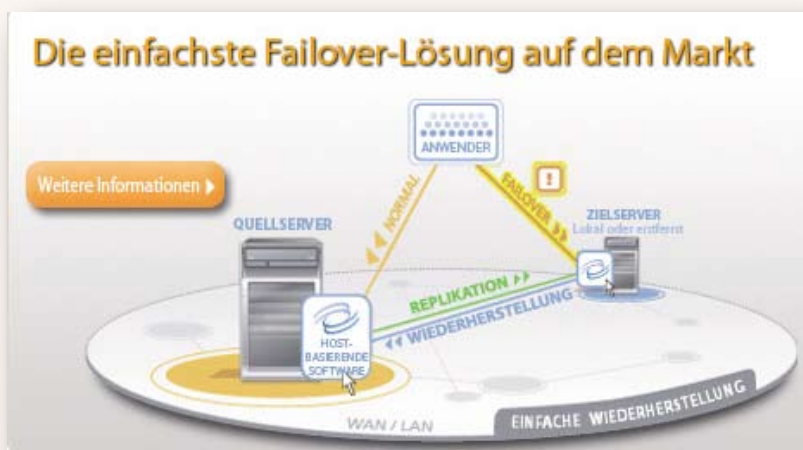 Die einfachste Failover-Lösung auf dem Markt
ANWENDER
Weitere Informationen
NORMAL
FAILOVER
!
QUELLSERVER
ZIELSERVER
Lokal oder entfernt
REPLIKATION
WIEDERHERSTELLUNG
HOST-
BASIERENDE
SOFTWARE
WAN / LAN
EINFACHE WIEDERHERSTELLUNG